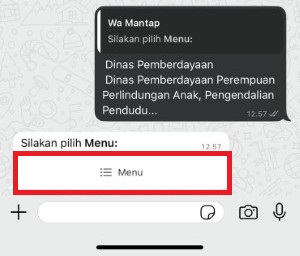 Wa Mantap
Silakan pilih Menu:
Dinas Pemberdayaan
Dinas Pemberdayaan Perempuan
Perlindungan Anak, Pengendalian
Pendudu...
12.57
Silakan pilih Menu:
12.57
Menu